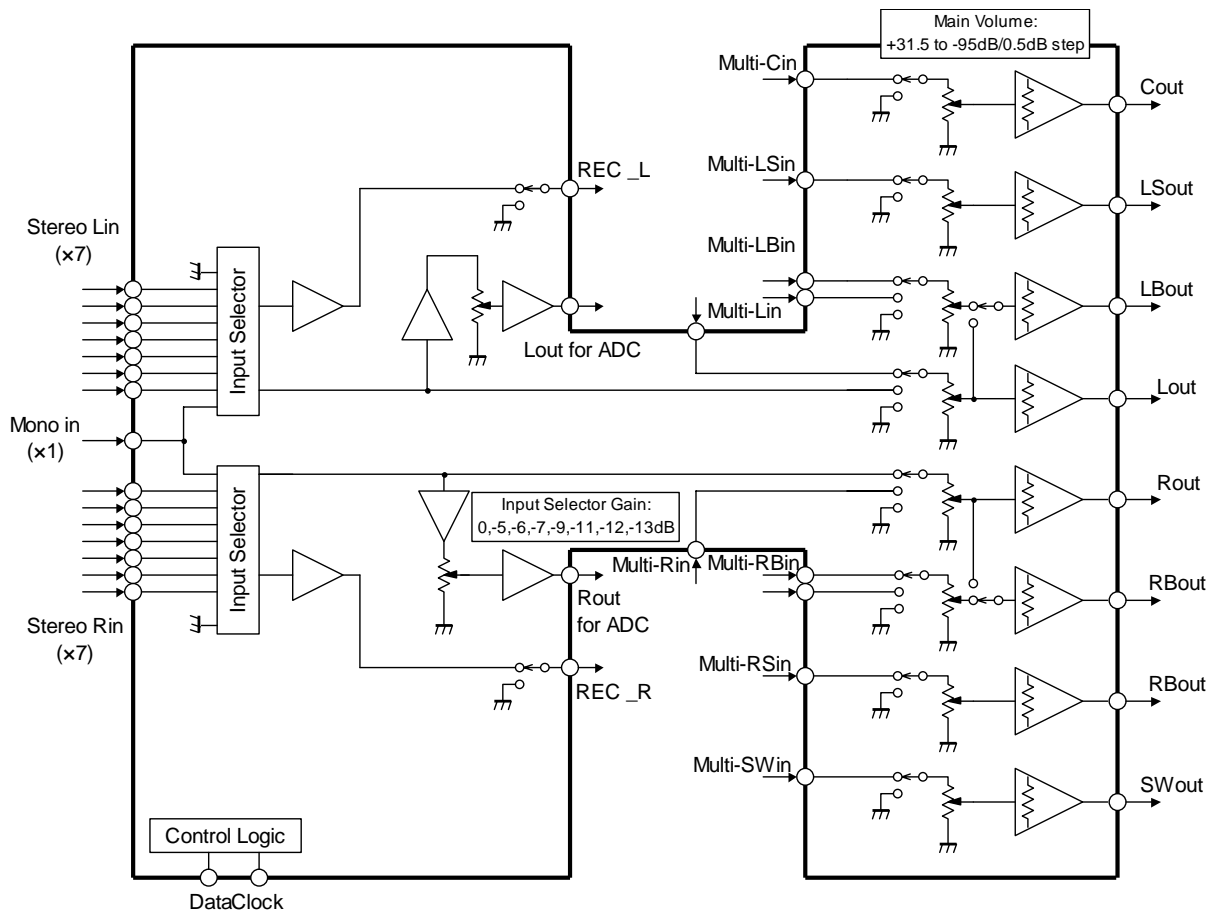 Main Volume:
+31.5 to -95dB/0.5dB step
Multi-Cin
Cout
REC _L
Multi-LSin
LSout
Stereo Lin
(×7)
Input Selector
Multi-LBin
LBout
Multi-Lin
Lout for ADC
Lout
Mono in
(×1)
Input Selector
Input Selector Gain:
0,-5,-6,-7,-9,-11,-12,-13dB
Rout
Multi-Rin
Multi-RBin
Rout
for ADC
RBout
Stereo Rin
(×7)
REC _R
Multi-RSin
RBout
Multi-SWin
SWout
Control Logic
DataClock